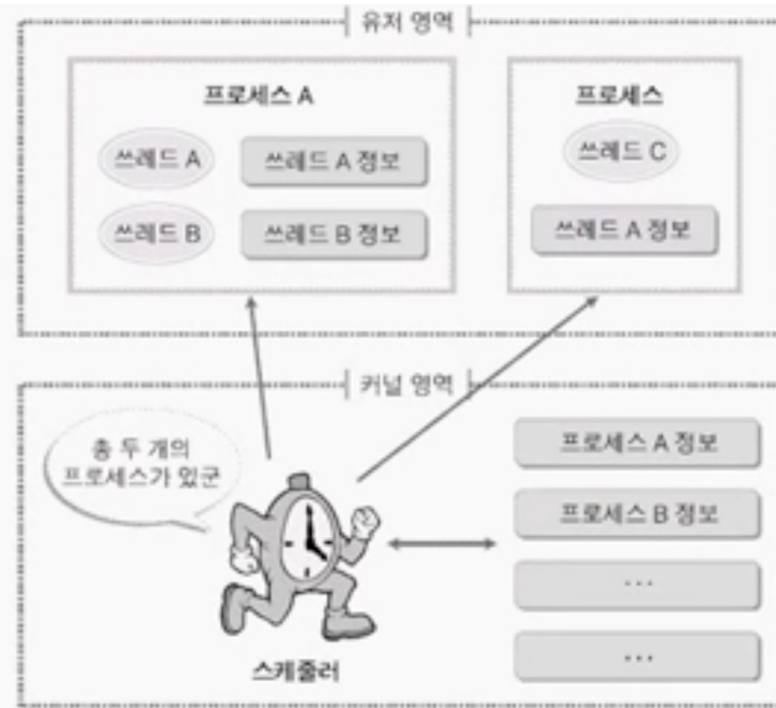 유저 영역
프로세스 A
쓰레드 A
쓰레드 A 정보
쓰레드 B
쓰레드 B 정보
프로세스
쓰레드 C
쓰레드 A 정보
커널 영역
총 두 개의
프로세스가 있군
스케줄러
프로세스 A 정보
프로세스 B 정보
...
...